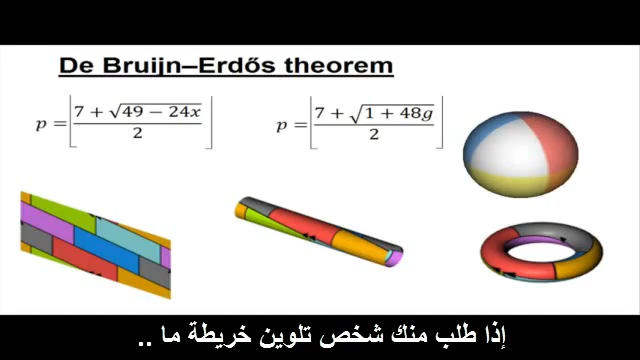 De Bruijn–Erdős theorem
p = ⌊(7 + √(49 − 24x)) / 2⌋
p = ⌊(7 + √(1 + 48g)) / 2⌋
إذا طلب منك شخص تلوين خريطة ما ..